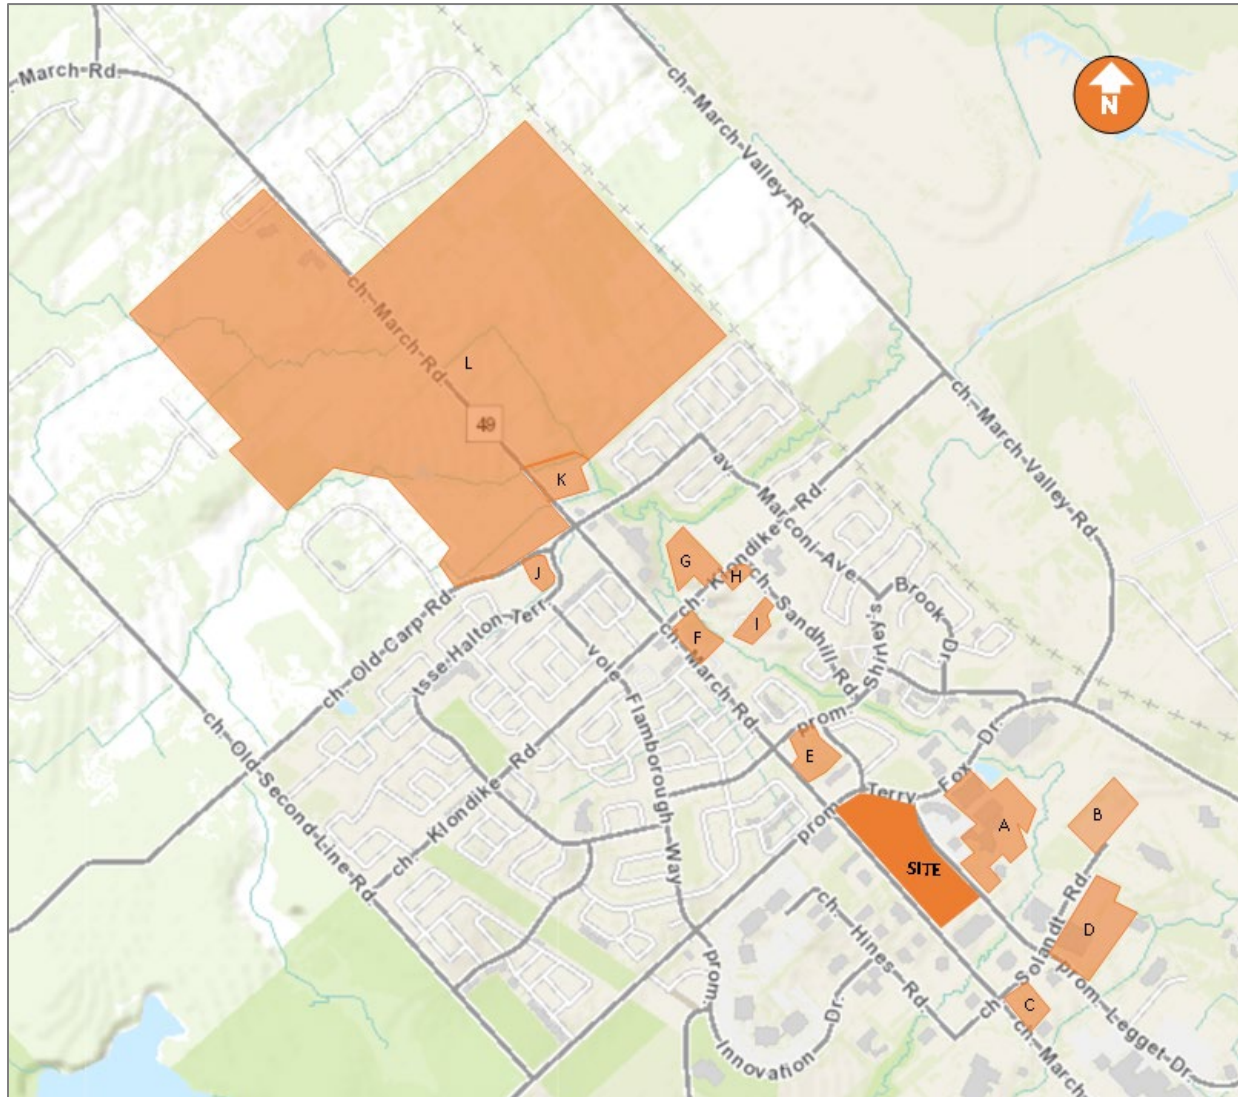 March-Rd.
N
ch.-March-Valley-Rd
ch.-March-Rd.
L
49
K
ch.-March-Valley-Rd.
av.-Marconi-Ave
G
H
ch.-Klondike-Rd.
J
ch.-Sandhill-Rd.
Brook-Dr.
I
F
prom.-Shirley's
tsse-Halton-Terr
ch.-Old-Carp-Rd
ch.-March-Rd
voie-Flamborough-Way
ch.-Klondike-Rd
ch.-Old-Second-Line-Rd
E
prom.-Terry-Fox-Dr.
A
B
SITE
ch.-Hines-Rd.
ch.-Solandt-Rd.
D
C
prom.-Legget-Dr.
prom.-Innovation-Dr.
ch.-March-